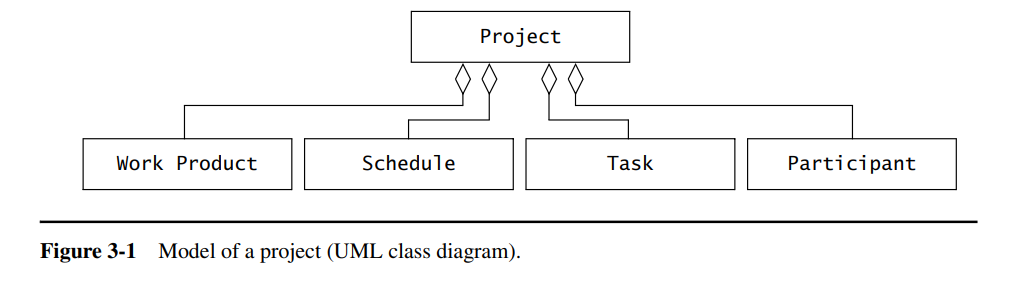 Project
Work Product
Schedule
Task
Participant
Figure 3-1 Model of a project (UML class diagram).